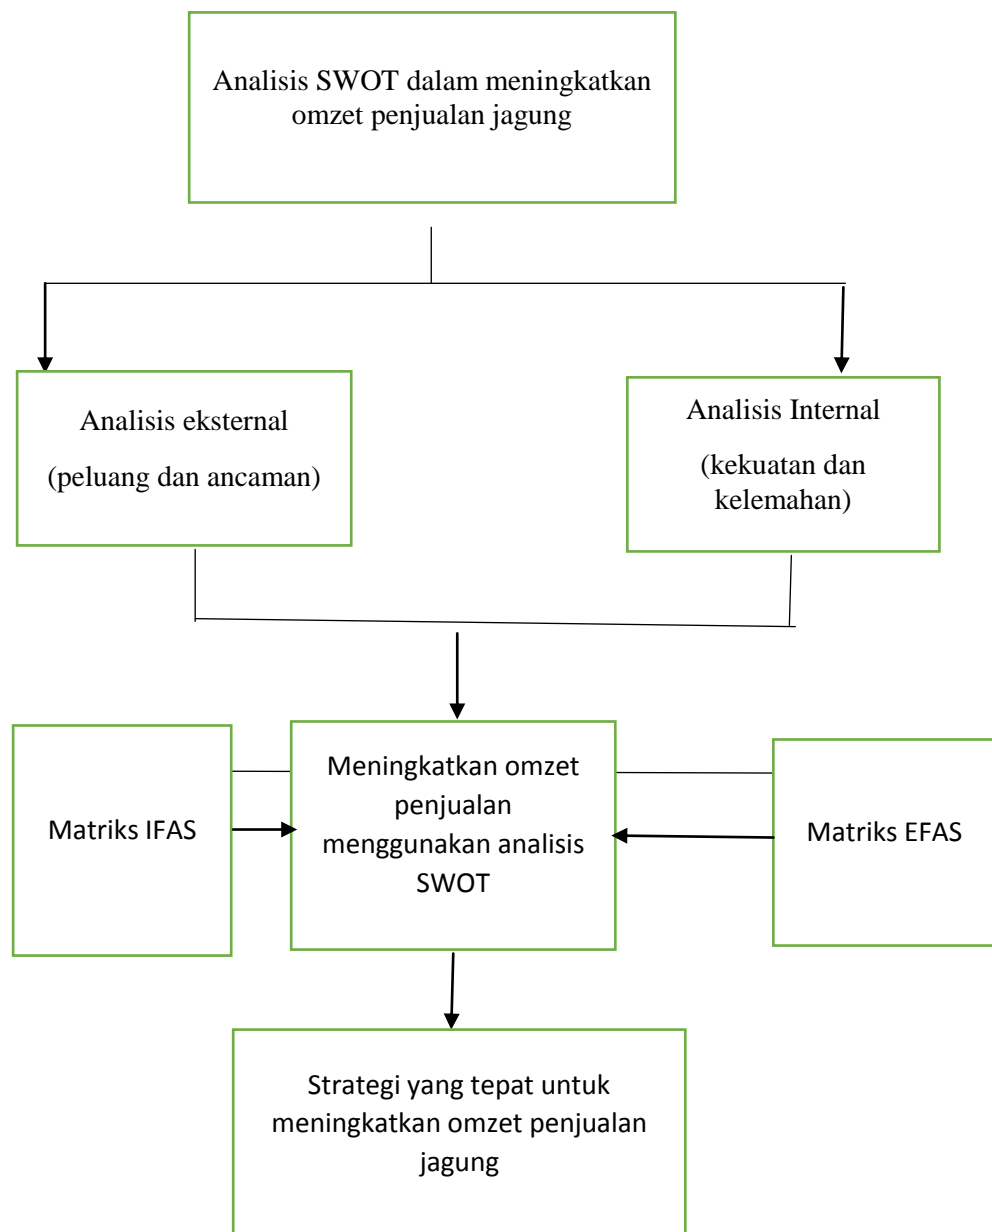 Analisis SWOT dalam meningkatkan
omzet penjualan jagung
Analisis eksternal
(peluang dan ancaman)
Analisis Internal
(kekuatan dan
kelemahan)
Matriks IFAS
Meningkatkan omzet
penjualan
menggunakan analisis
SWOT
Matriks EFAS
Strategi yang tepat untuk
meningkatkan omzet penjualan
jagung